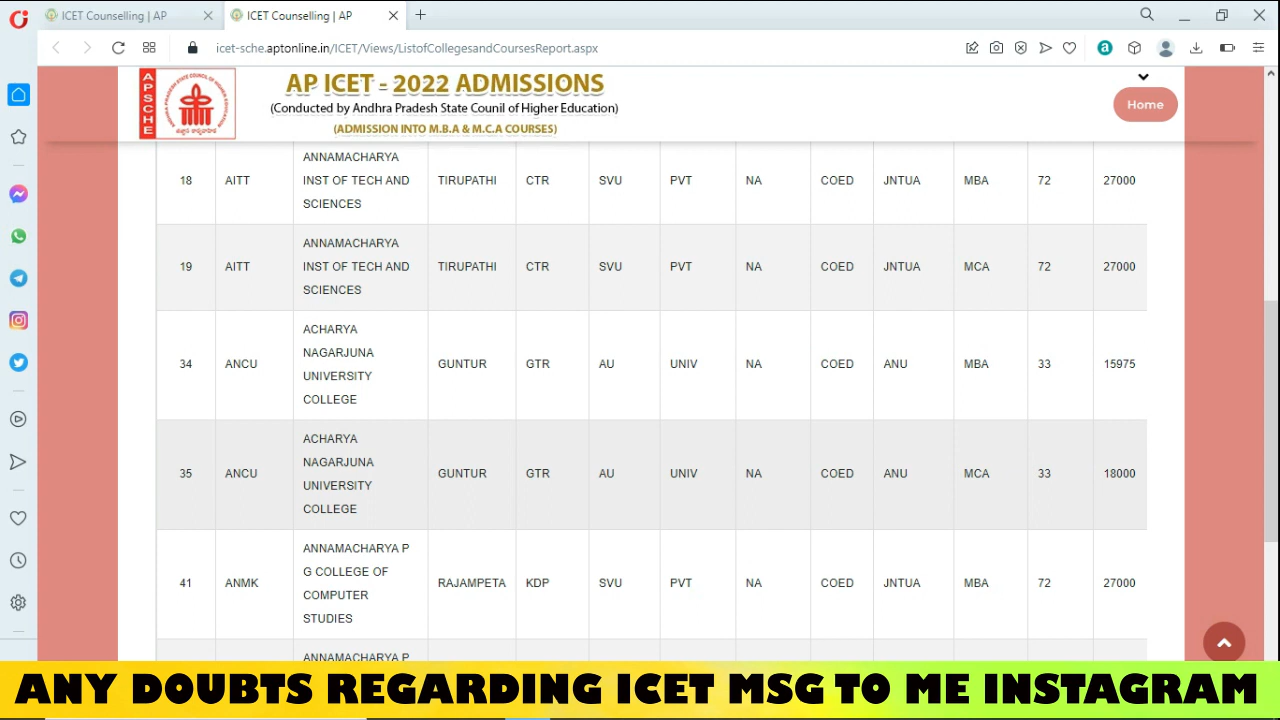 ICET Counselling | AP
ICET Counselling | AP
icet-sche.aptonline.in/ICET/Views/ListofCollegesandCoursesReport.aspx
APSCHE
AP ICET - 2022 ADMISSIONS
(Conducted by Andhra Pradesh State Counil of Higher Education)
(ADMISSION INTO M.B.A & M.C.A COURSES)
Home
ANNAMACHARYA
18 AITT INST OF TECH AND TIRUPATHI CTR SVU PVT NA COED JNTUA MBA 72 27000
SCIENCES
ANNAMACHARYA
19 AITT INST OF TECH AND TIRUPATHI CTR SVU PVT NA COED JNTUA MCA 72 27000
SCIENCES
ACHARYA
NAGARJUNA
34 ANCU GUNTUR GTR AU UNIV NA COED ANU MBA 33 15975
UNIVERSITY
COLLEGE
ACHARYA
NAGARJUNA
35 ANCU GUNTUR GTR AU UNIV NA COED ANU MCA 33 18000
UNIVERSITY
COLLEGE
ANNAMACHARYA P
G COLLEGE OF
41 ANMK RAJAMPETA KDP SVU PVT NA COED JNTUA MBA 72 27000
COMPUTER
STUDIES
ANNAMACHARYA P
ANY DOUBTS REGARDING ICET MSG TO ME INSTAGRAM